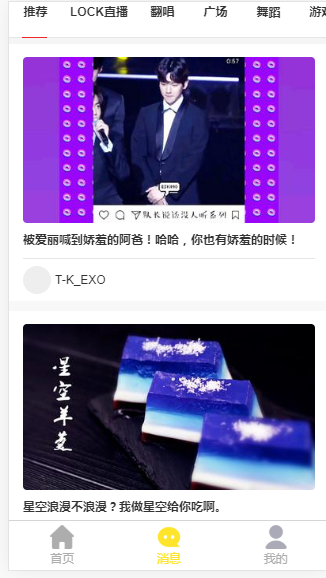 推荐 LOCK直播 翻唱 广场 舞蹈 游
0:57
被爱丽喊到娇羞的阿爸！哈哈，你也有娇羞的时候！
T-K_EXO
星空羊羹
星空浪漫不浪漫？我做星空给你吃啊。
首页 消息 我的